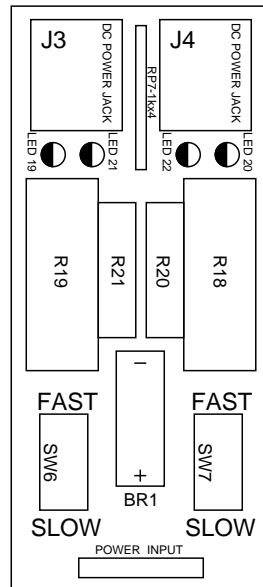 J3
DC POWER JACK
RP7-1kx4
J4
DC POWER JACK
LED 19
LED 21
LED 22
LED 20
R19
R21
R20
R18
−
+
BR1
FAST
SW6
SLOW
FAST
SW7
SLOW
POWER INPUT